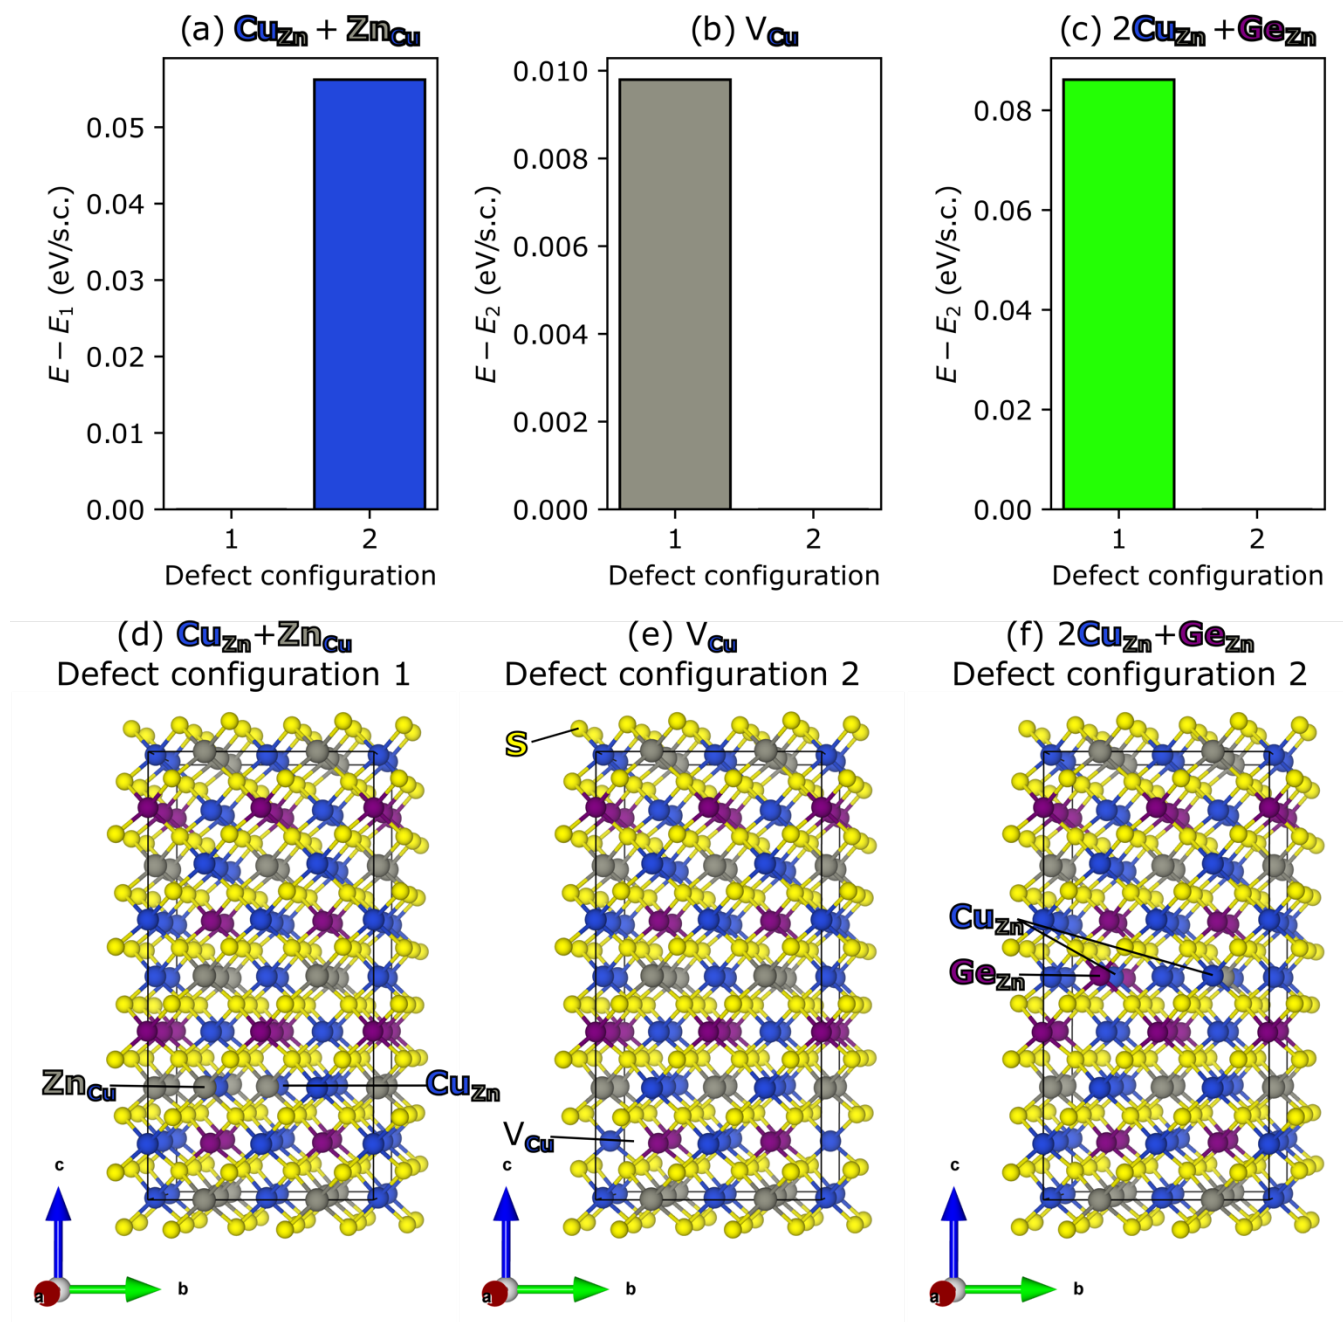 (a) CuZn + ZnCu
(b) VCu
(c) 2CuZn + GeZn
E − E1 (eV/s.c.)
0.05
0.04
0.03
0.02
0.01
0.00
1
2
Defect configuration
E − E2 (eV/s.c.)
0.010
0.008
0.006
0.004
0.002
0.000
1
2
Defect configuration
E − E2 (eV/s.c.)
0.08
0.06
0.04
0.02
0.00
1
2
Defect configuration
(d) CuZn+ZnCu
Defect configuration 1
(e) VCu
Defect configuration 2
(f) 2CuZn+GeZn
Defect configuration 2
S
CuZn
GeZn
ZnCu
CuZn
VCu
c
b
a
c
b
a
c
b
a